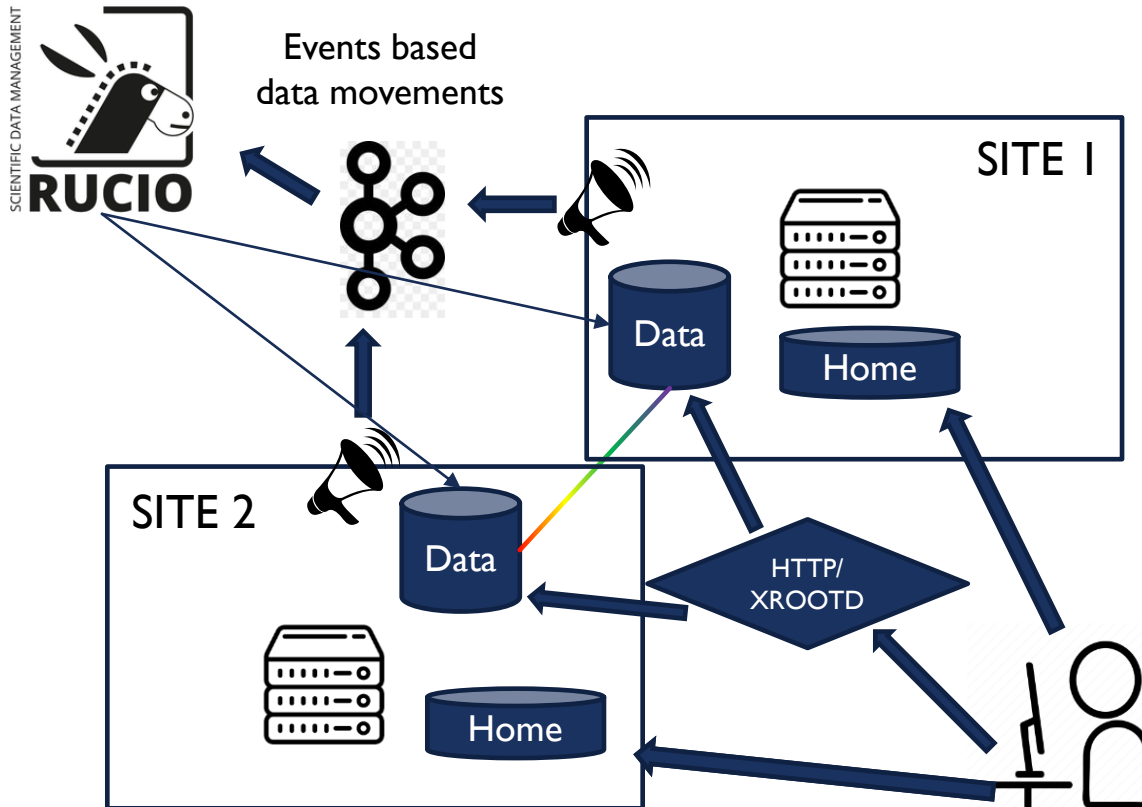 SCIENTIFIC DATA MANAGEMENT
RUCIO
Events based
data movements
SITE 1
Data
Home
SITE 2
Data
HTTP/
XROOTD
Home